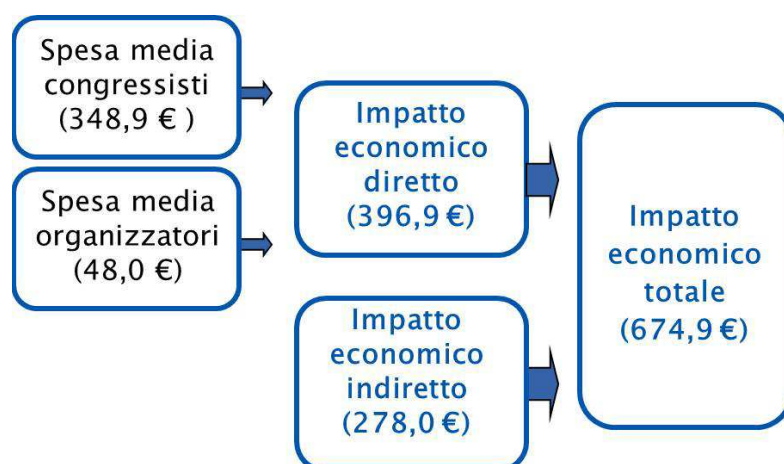 Spesa media
congressisti
(348,9 € )
Spesa media
organizzatori
(48,0 €)
Impatto
economico
diretto
(396,9 €)
Impatto
economico
indiretto
(278,0 €)
Impatto
economico
totale
(674,9 €)